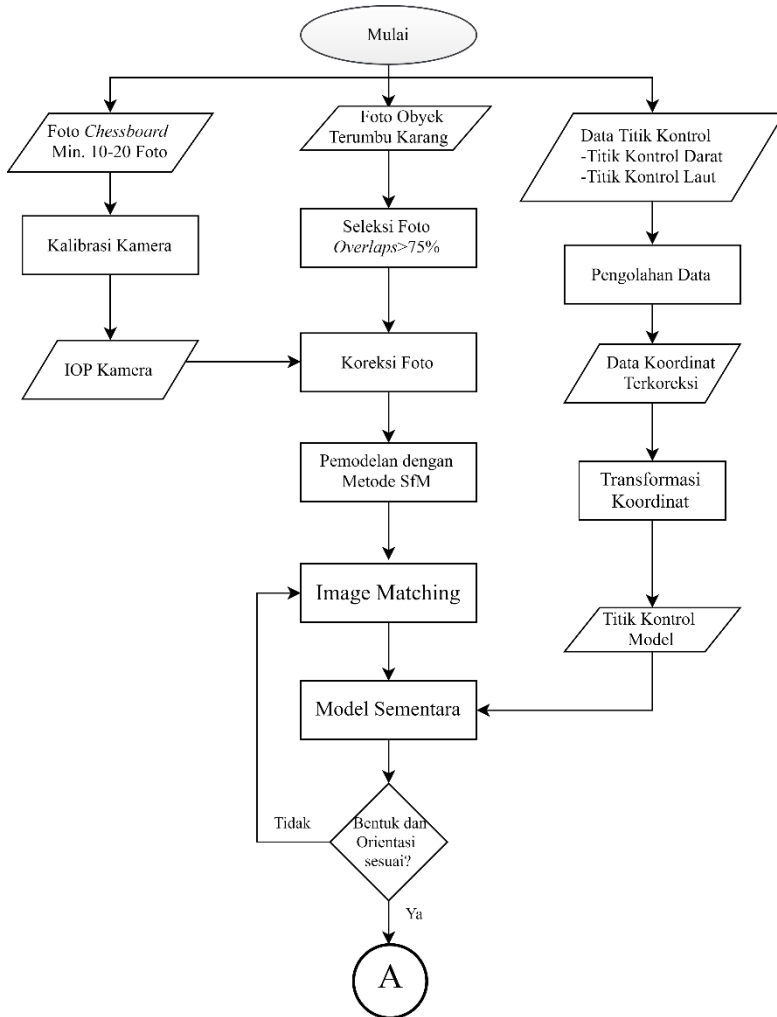 Mulai
Foto Chessboard
Min. 10-20 Foto
Foto Obyek
Terumbu Karang
Data Titik Kontrol
-Titik Kontrol Darat
-Titik Kontrol Laut
Kalibrasi Kamera
Seleksi Foto
Overlaps>75%
Pengolahan Data
IOP Kamera
Koreksi Foto
Data Koordinat
Terkoreksi
Pemodelan dengan
Metode SfM
Transformasi
Koordinat
Image Matching
Titik Kontrol
Model
Model Sementara
Tidak
Bentuk dan
Orientasi
sesuai?
Ya
A